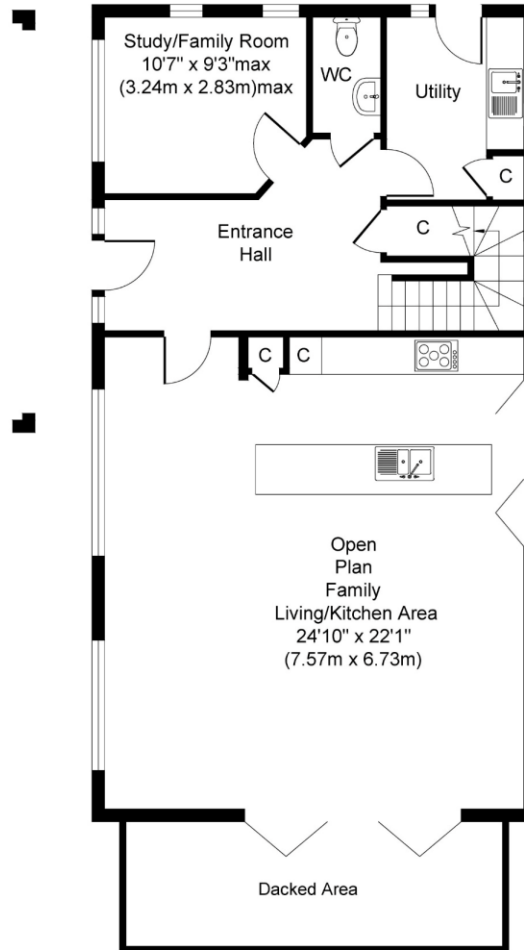 Study/Family Room
10'7" x 9'3"max
(3.24m x 2.83m)max
WC
Utility
C
Entrance
Hall
C
C
C
Open
Plan
Family
Living/Kitchen Area
24'10" x 22'1"
(7.57m x 6.73m)
Dacked Area